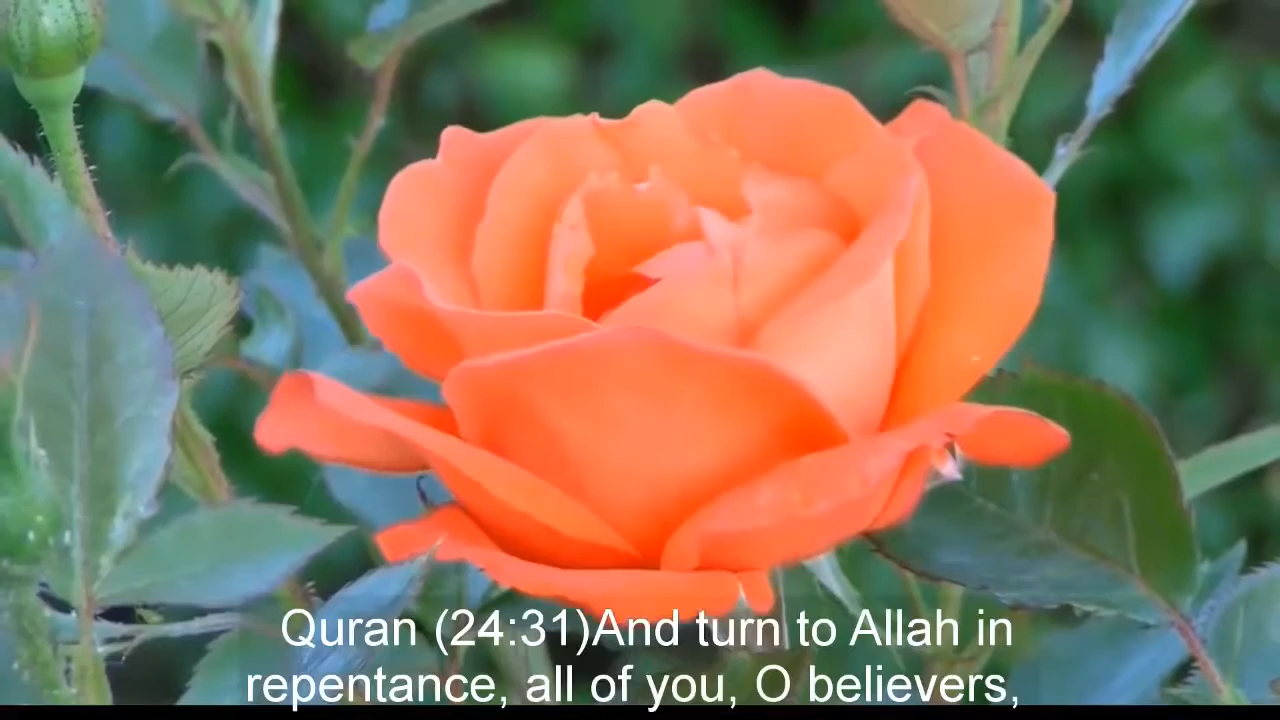 Quran (24:31)And turn to Allah in
repentance, all of you, O believers,